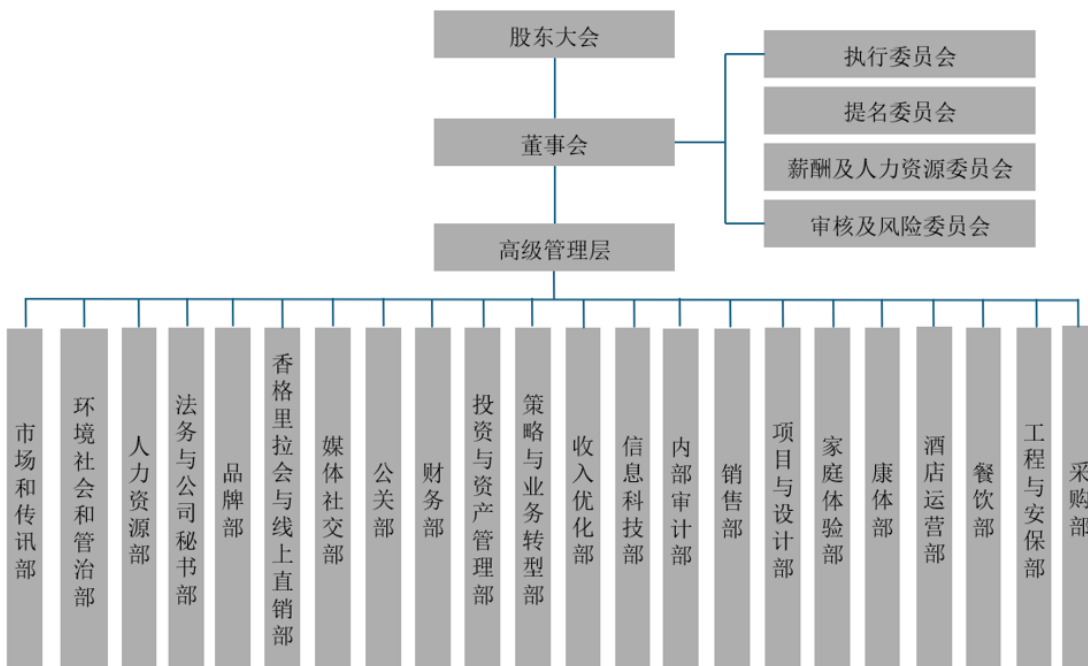 股东大会
执行委员会
提名委员会
董事会
薪酬及人力资源委员会
审核及风险委员会
高级管理层
市场和传讯部
环境社会和管治部
人力资源部
法务与公司秘书部
品牌部
香格里拉会与线上直销部
媒体社交部
公关部
财务部
投资与资产管理部
策略与业务转型部
收入优化部
信息科技部
内部审计部
销售部
项目与设计部
家庭体验部
康体部
酒店运营部
餐饮部
工程与安保部
采购部